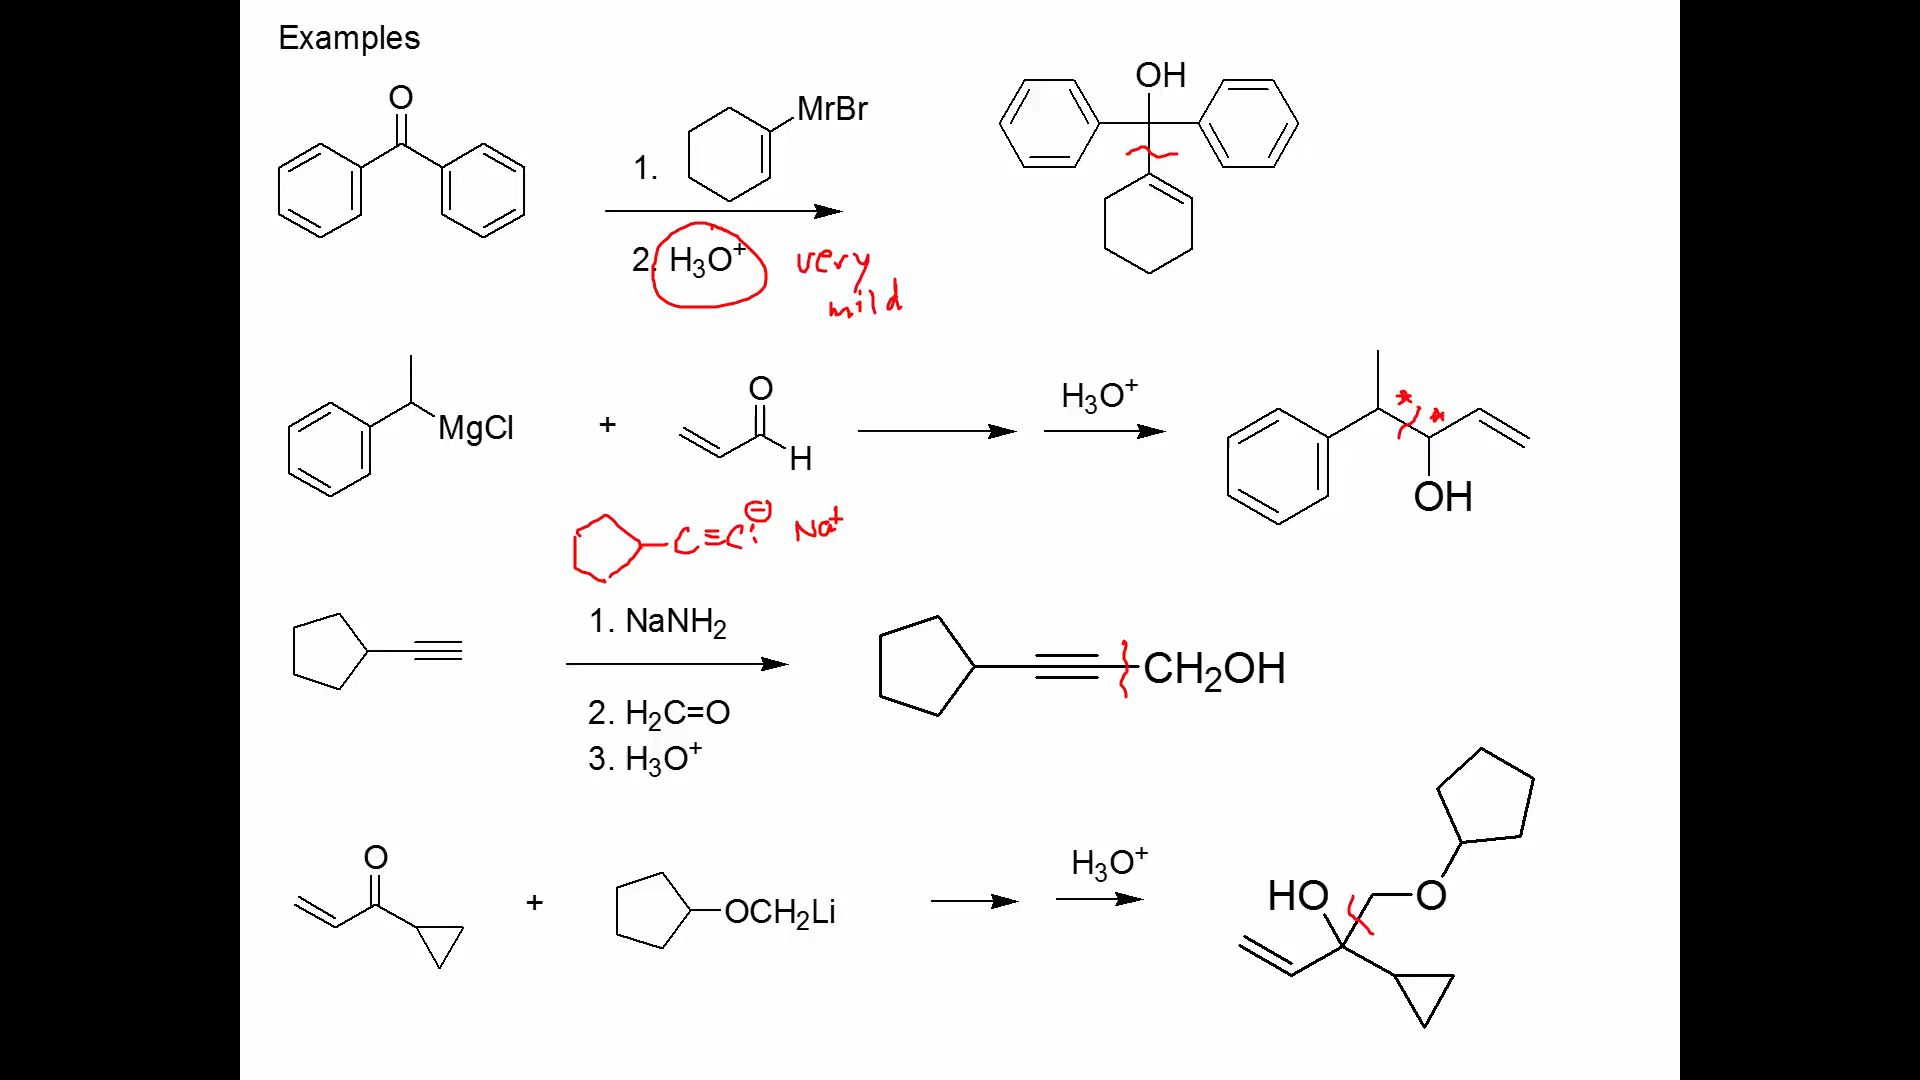 Examples
O
MrBr
1.
2. H₃O⁺
very
mild
OH
MgCl
+
O
H
H₃O⁺
* *
OH
C≡C:⊖ Na⁺
1. NaNH₂
2. H₂C=O
3. H₃O⁺
CH₂OH
O
+
OCH₂Li
H₃O⁺
HO
O